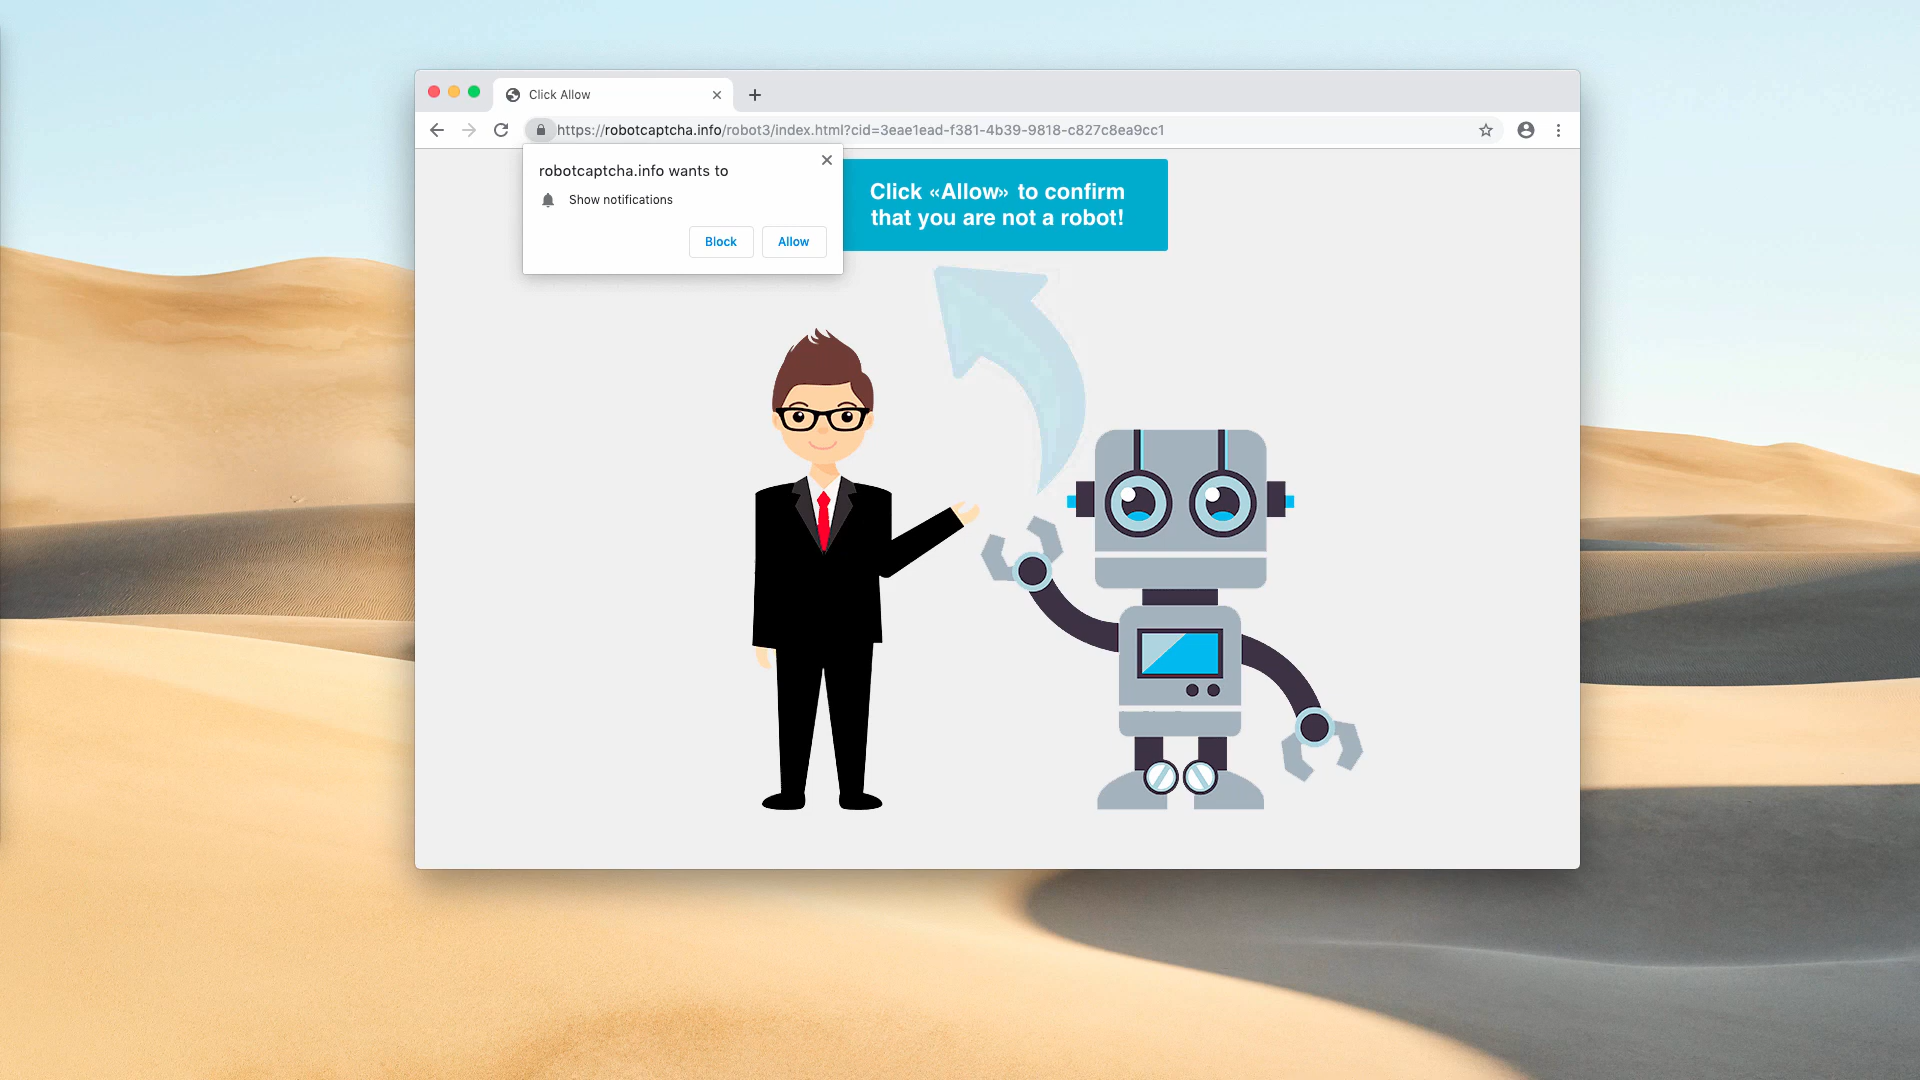 Click Allow
https://robotcaptcha.info/robot3/index.html?cid=3eae1ead-f381-4b39-9818-c827c8ea9cc1
robotcaptcha.info wants to
Show notifications
Block
Allow
Click «Allow» to confirm
that you are not a robot!